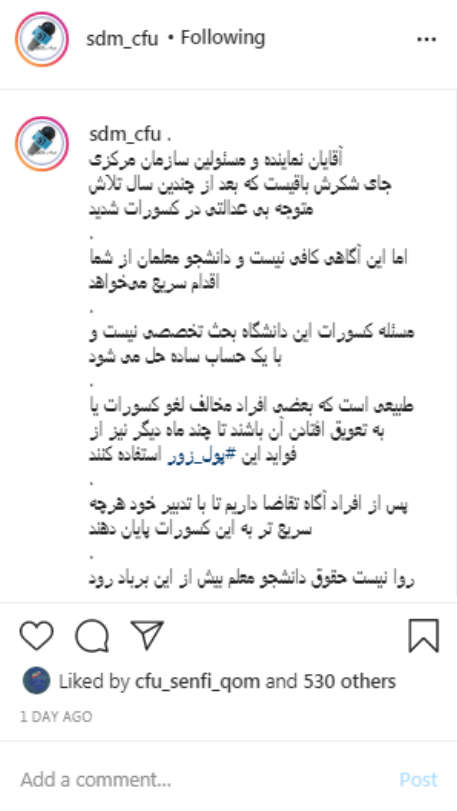 sdm_cfu • Following
sdm_cfu .
آقایان نماینده و مسئولین سازمان مرکزی
جای شکرش باقیست که بعد از چندین سال تلاش
متوجه بی عدالتی در کسورات شدید
.
اما این آگاهی کافی نیست و دانشجو معلمان از شما
اقدام سریع می‌خواهد
.
مسئله کسورات این دانشگاه بحث تخصصی نیست و
با یک حساب ساده حل می شود
.
طبیعی است که بعضی افراد مخالف لغو کسورات یا
به تعویق افتادن آن باشند تا چند ماه دیگر نیز از
فواید این #پول_زور استفاده کنند
.
پس از افراد آگاه تقاضا داریم تا با تدبیر خود هرچه
سریع تر به این کسورات پایان دهند
.
روا نیست حقوق دانشجو معلم بیش از این برباد رود
Liked by cfu_senfi_qom and 530 others
1 DAY AGO
Add a comment... Post